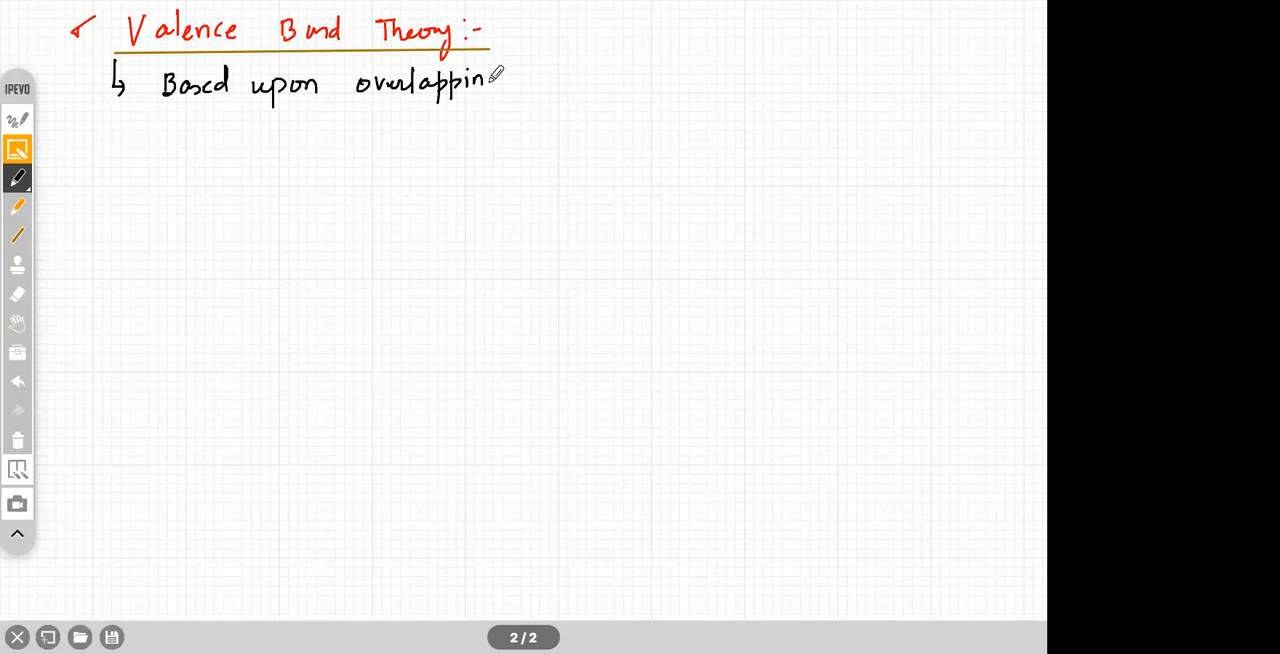 Valence Bond Theory :-
↳ Based upon overlappin
IPEVO
2 / 2